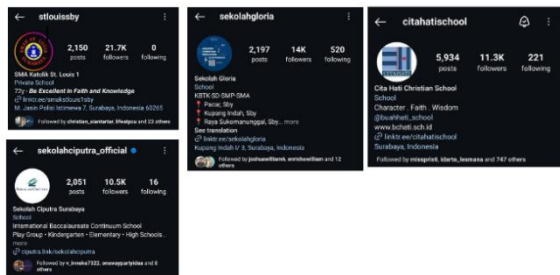 stlouissby
2,150 21.7K 0
posts followers following
SMA Katolik St. Louis 1
Private School
72y - Be Excellent in Faith and Knowledge
linktr.ee/smakstlouis1sby
M. Jasin Polisi Istimewa 7, Surabaya, Indonesia 60265
Followed by christian_siantarter, lifeatpcu and 23 others
sekolahgloria
2,197 14K 520
posts followers following
Sekolah Gloria
School
KBTK-SD-SMP-SMA
Pacar, Sby
Kupang Indah, Sby
Raya Sukomanunggal, Sby... more
See translation
linktr.ee/sekolahgloria
Kupang Indah I/ 3, Surabaya, Indonesia
Followed by and 12
others
citahatischool
5,934 11.3K 221
posts followers following
Cita Hati Christian School
School
Character . Faith . Wisdom
@buahhati_school
www.bchati.sch.id
linktr.ee/citahatischool
Surabaya, Indonesia
Followed by misspristi, idarts_lesmana and 767 others
sekolahciputra_official
2,051 10.5K 16
posts followers following
Sekolah Ciputra Surabaya
School
International Baccalaureate Continuum School
Play Group - Kindergarten - Elementary - High Schools...
more
ciputra.link/sekolahciputra
Followed by and 8
others